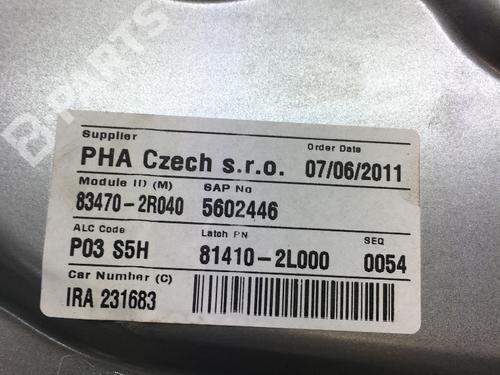 B-PARTS
Supplier Order Date
PHA Czech s.r.o. 07/06/2011
Module ID (M) SAP No
83470-2R040 5602446
ALC Code Latch PN SEQ
P03 S5H 81410-2L000 0054
Car Number (C)
IRA 231683